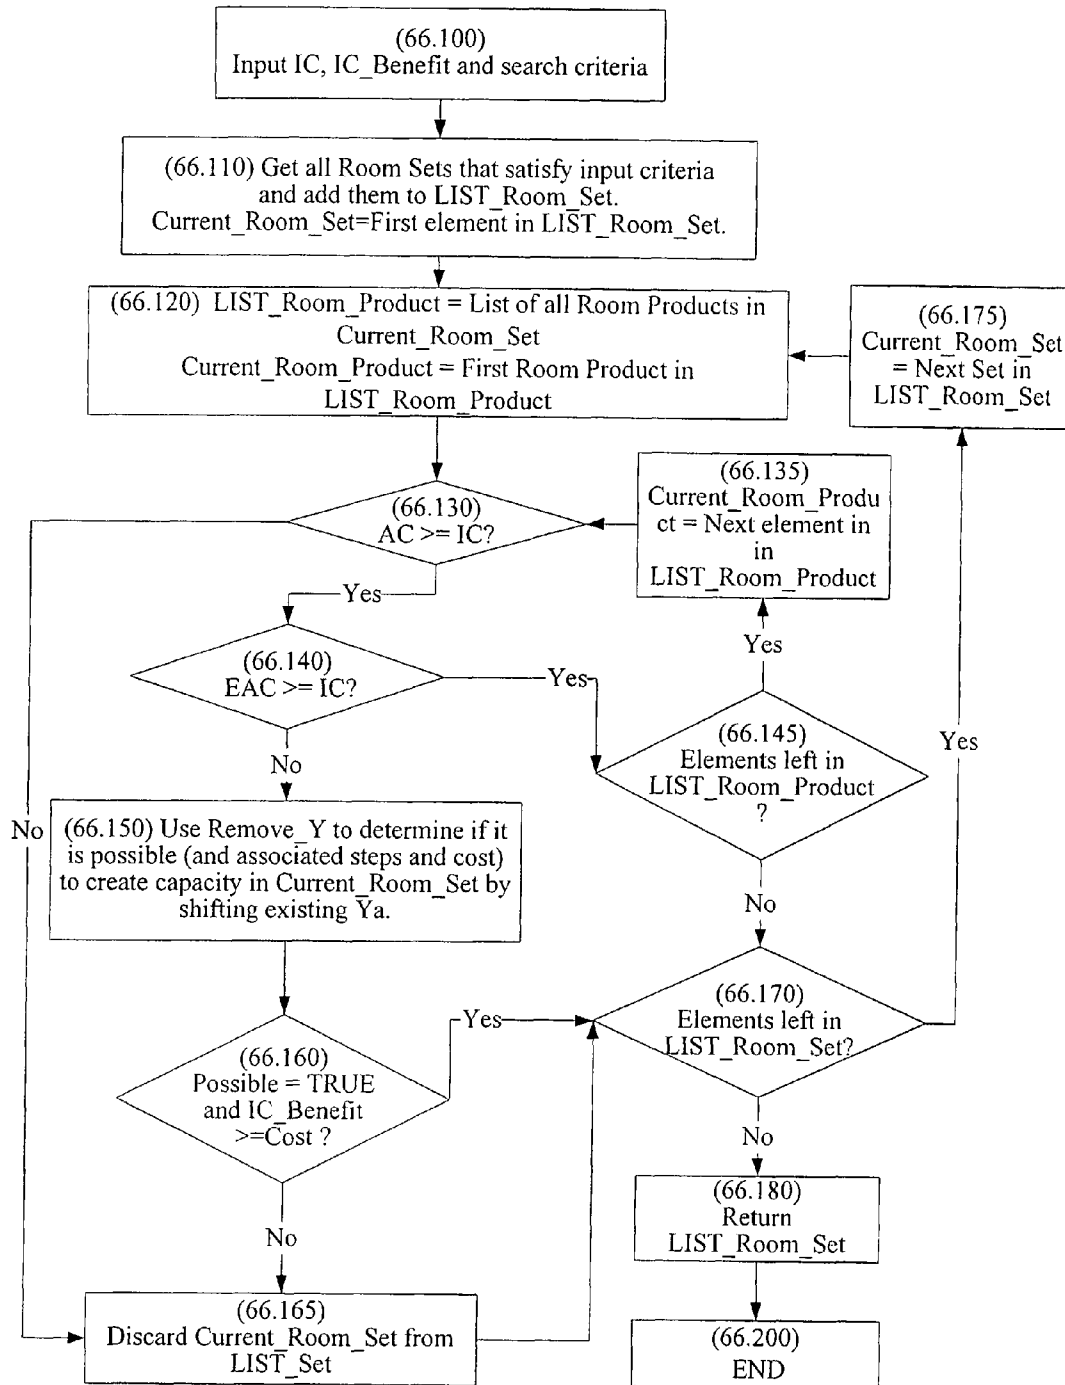 (66.100)
Input IC, IC_Benefit and search criteria
(66.110) Get all Room Sets that satisfy input criteria
and add them to LIST_Room_Set.
Current_Room_Set=First element in LIST_Room_Set.
(66.120) LIST_Room_Product = List of all Room Products in
Current_Room_Set
Current_Room_Product = First Room Product in
LIST_Room_Product
(66.175)
Current_Room_Set
= Next Set in
LIST_Room_Set
(66.130)
AC >= IC?
(66.135)
Current_Room_Produ
ct = Next element in
in
LIST_Room_Product
Yes
(66.140)
EAC >= IC?
Yes
Yes
(66.145)
Elements left in
LIST_Room_Product
?
Yes
No
No
(66.150) Use Remove_Y to determine if it
is possible (and associated steps and cost)
to create capacity in Current_Room_Set by
shifting existing Ya.
No
(66.160)
Possible = TRUE
and IC_Benefit
>=Cost ?
Yes
(66.170)
Elements left in
LIST_Room_Set?
No
No
(66.180)
Return
LIST_Room_Set
(66.165)
Discard Current_Room_Set from
LIST_Set
(66.200)
END